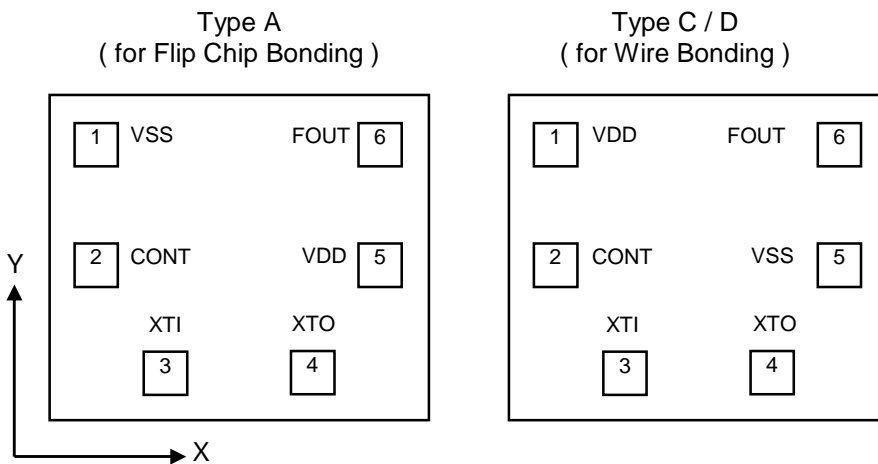 Type A
( for Flip Chip Bonding )
1 VSS FOUT 6
2 CONT VDD 5
XTI XTO
3 4
Y
X
Type C / D
( for Wire Bonding )
1 VDD FOUT 6
2 CONT VSS 5
XTI XTO
3 4